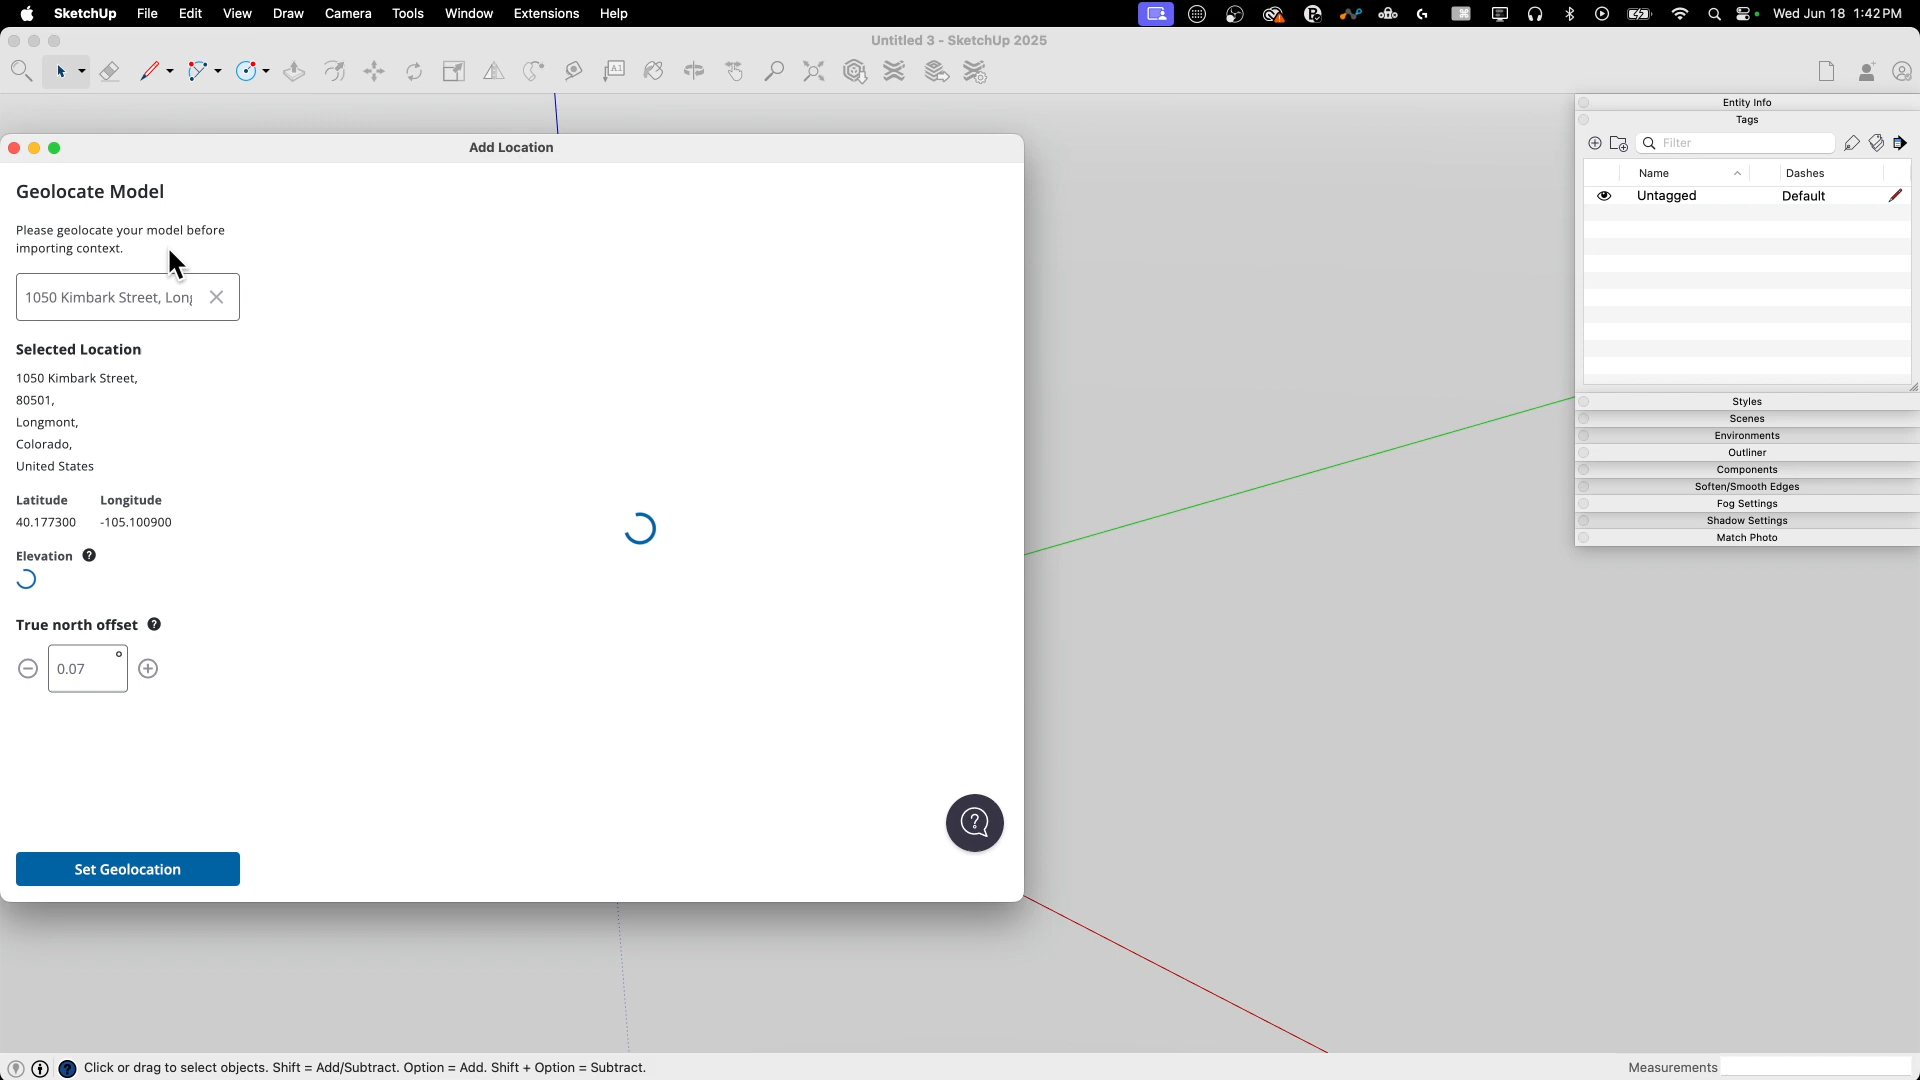 SketchUp File Edit View Draw Camera Tools Window Extensions Help Wed Jun 18 1:42 PM
Untitled 3 - SketchUp 2025
Add Location
Geolocate Model
Please geolocate your model before
importing context.
1050 Kimbark Street, Long
Selected Location
1050 Kimbark Street,
80501,
Longmont,
Colorado,
United States
Latitude Longitude
40.177300 -105.100900
Elevation ?
True north offset ?
0.07 °
?
Set Geolocation
Entity Info
Tags
Filter
Name Dashes
Untagged Default
Styles
Scenes
Environments
Outliner
Components
Soften/Smooth Edges
Fog Settings
Shadow Settings
Match Photo
Click or drag to select objects. Shift = Add/Subtract. Option = Add. Shift + Option = Subtract.
Measurements